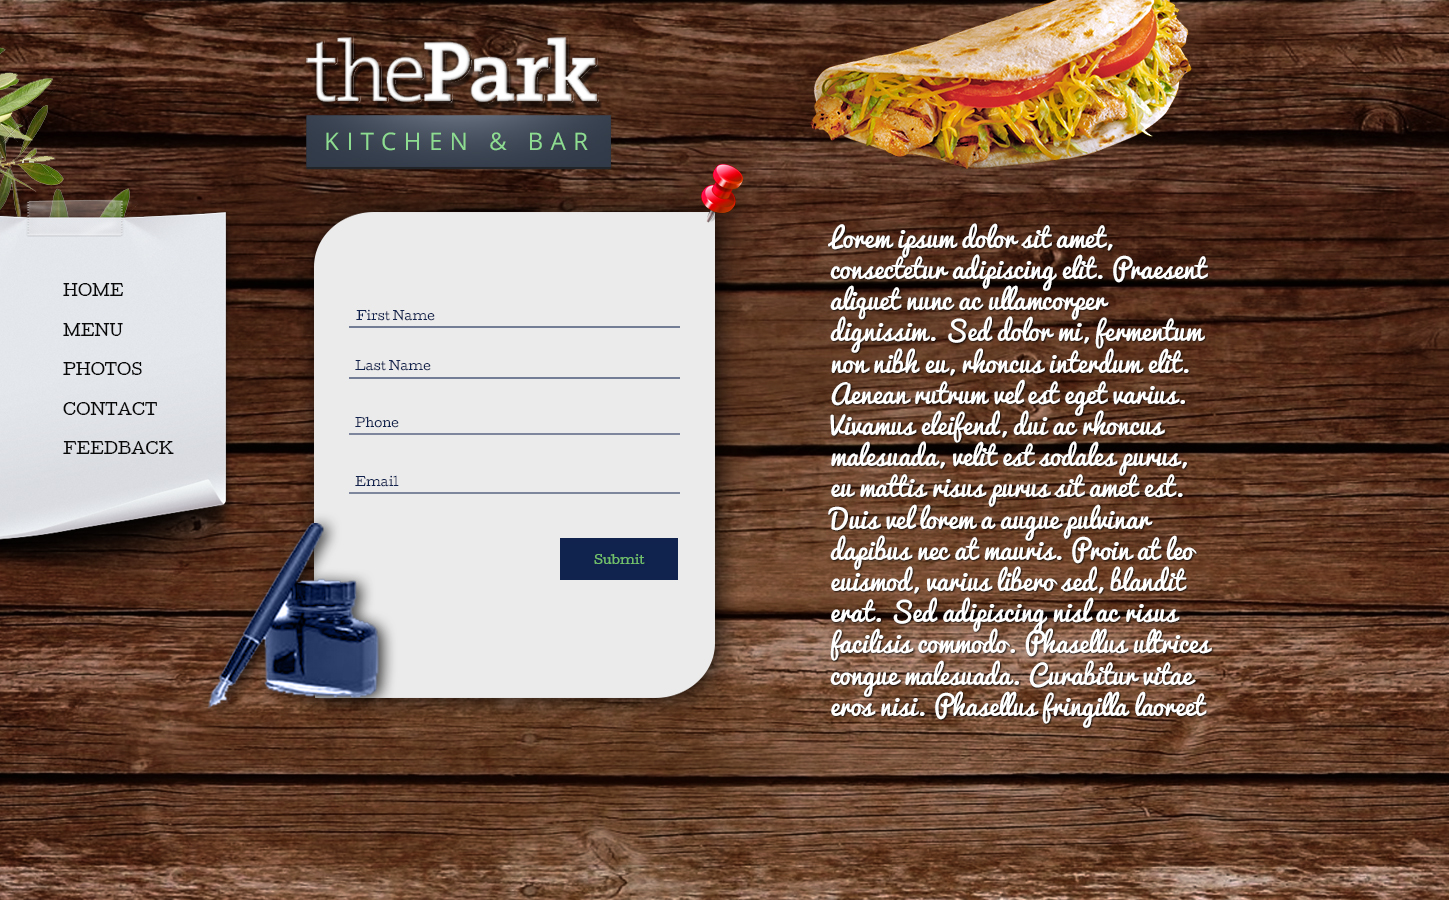 thePark
KITCHEN & BAR
HOME
MENU
PHOTOS
CONTACT
FEEDBACK
First Name
Last Name
Phone
Email
Submit
Lorem ipsum dolor sit amet,
consectetur adipiscing elit. Praesent
aliquet nunc ac ullamcorper
dignissim. Sed dolor mi, fermentum
non nibh eu, rhoncus interdum elit.
Aenean rutrum vel est eget varius.
Vivamus eleifend, dui ac rhoncus
malesuada, velit est sodales purus,
eu mattis risus purus sit amet est.
Duis vel lorem a augue pulvinar
dapibus nec at mauris. Proin at leo
euismod, varius libero sed, blandit
erat. Sed adipiscing nisl ac risus
facilisis commodo. Phasellus ultrices
congue malesuada. Curabitur vitae
eros nisi. Phasellus fringilla laoreet